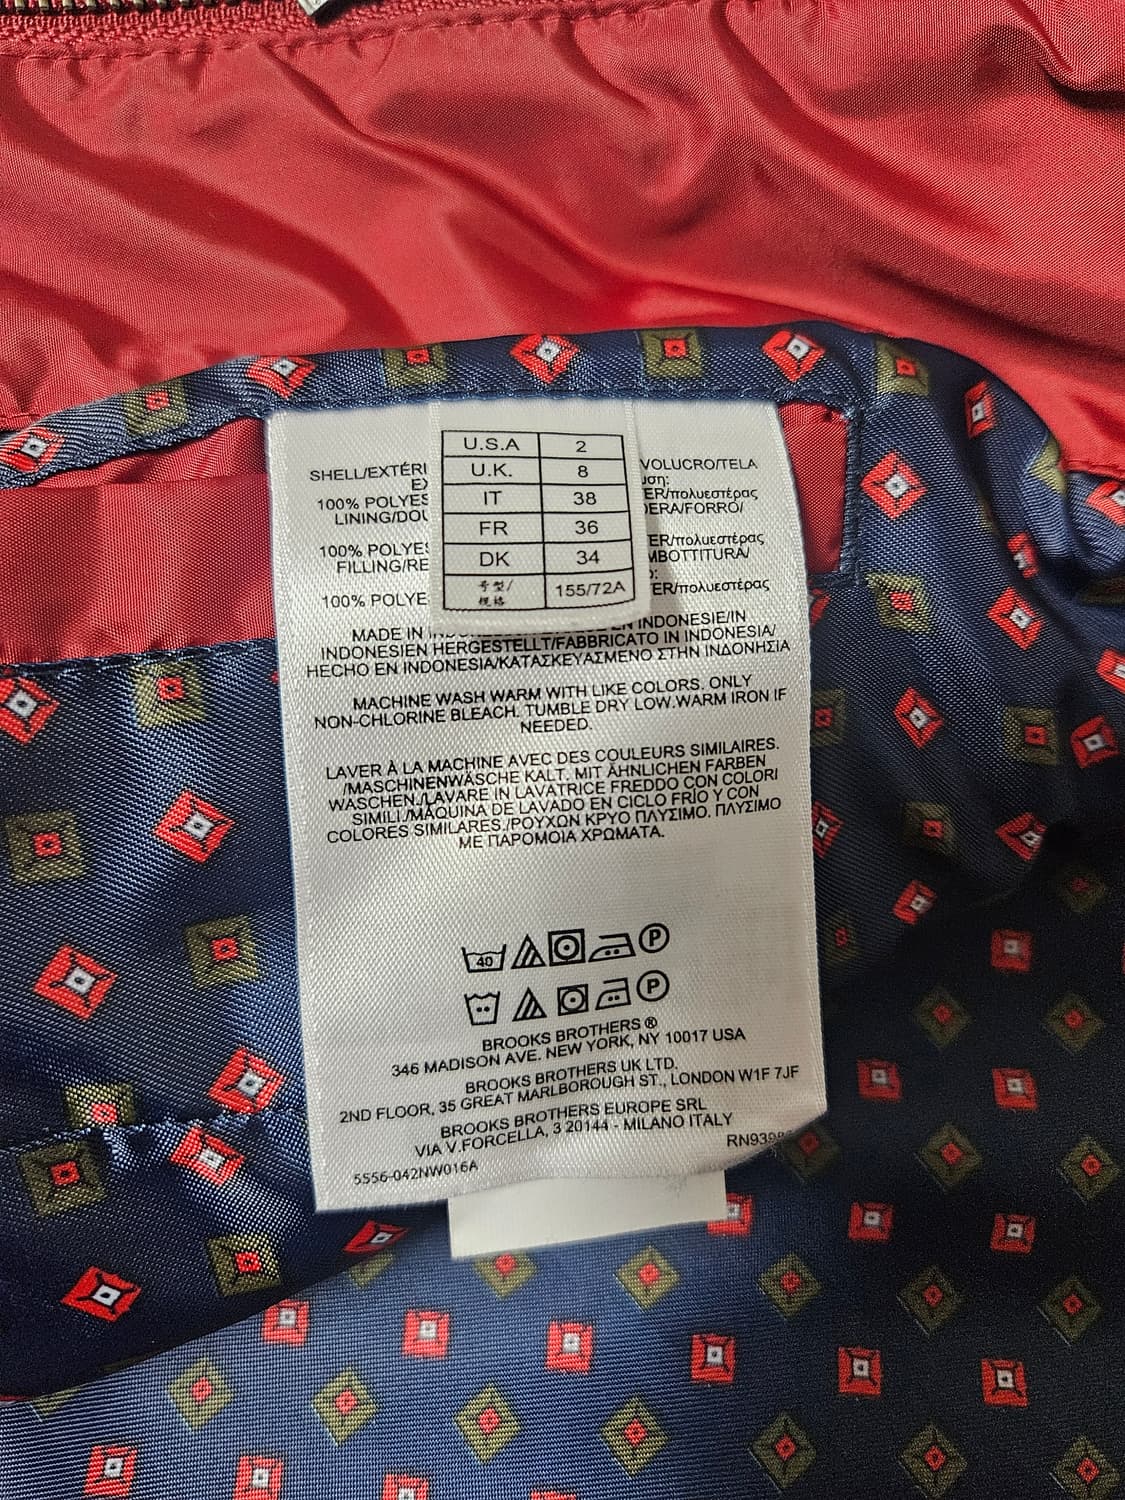 U.S.A 2
U.K. 8
IT 38
FR 36
DK 34
号型/ 155/72A
规格
SHELL/EXTÉRI VOLUCRO/TELA
100% POLYES ER/πολυεστέρας
LINING/DOU DERA/FORRO/
100% POLYES ER/πολυεστέρας
FILLING/RE MBOTTITURA/
100% POLYE ER/πολυεστέρας
MADE IN INDONESIE/IN
INDONESIEN HERGESTELLT/FABBRICATO IN INDONESIA/
HECHO EN INDONESIA/ΚΑΤΑΣΚΕΥΑΣΜΕΝΟ ΣΤΗΝ ΙΝΔΟΝΗΣΙΑ
MACHINE WASH WARM WITH LIKE COLORS. ONLY
NON-CHLORINE BLEACH. TUMBLE DRY LOW.WARM IRON IF
NEEDED.
LAVER À LA MACHINE AVEC DES COULEURS SIMILAIRES.
/MASCHINENWÄSCHE KALT. MIT ÄHNLICHEN FARBEN
WASCHEN./LAVARE IN LAVATRICE FREDDO CON COLORI
SIMILI./MÁQUINA DE LAVADO EN CICLO FRÍO Y CON
COLORES SIMILARES./ΡΟΥΧΩΝ ΚΡΥΟ ΠΛΥΣΙΜΟ. ΠΛΥΣΙΜΟ
ΜΕ ΠΑΡΟΜΟΙΑ ΧΡΩΜΑΤΑ.
40 P
P
BROOKS BROTHERS ®
346 MADISON AVE. NEW YORK, NY 10017 USA
BROOKS BROTHERS UK LTD.
2ND FLOOR, 35 GREAT MARLBOROUGH ST., LONDON W1F 7JF
BROOKS BROTHERS EUROPE SRL
VIA V.FORCELLA, 3 20144 - MILANO ITALY
5556-042NW016A